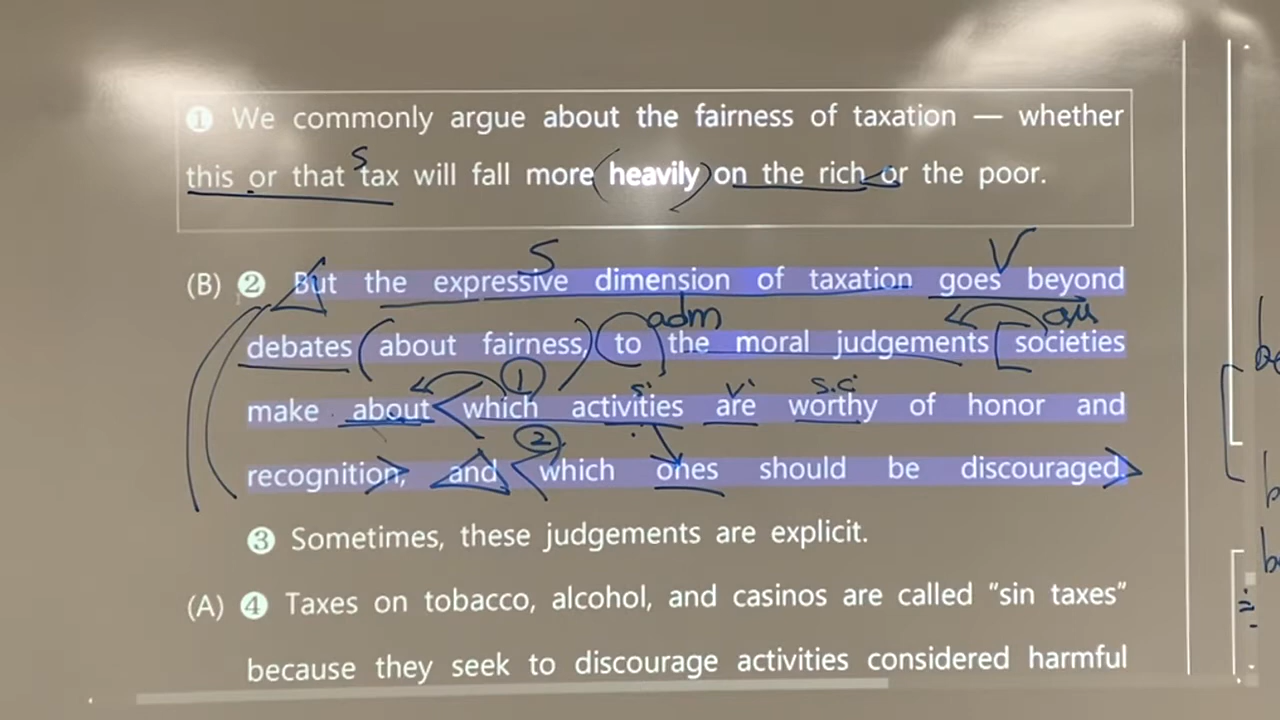 ❶ We commonly argue about the fairness of taxation — whether
S
this or that tax will fall more heavily on the rich or the poor.
S V
(B) ❷ But the expressive dimension of taxation goes beyond
adm
debates about fairness, to the moral judgements societies
① s' v' s.c'
make about which activities are worthy of honor and
②
recognition, and which ones should be discouraged.
❸ Sometimes, these judgements are explicit.
(A) ❹ Taxes on tobacco, alcohol, and casinos are called "sin taxes"
because they seek to discourage activities considered harmful